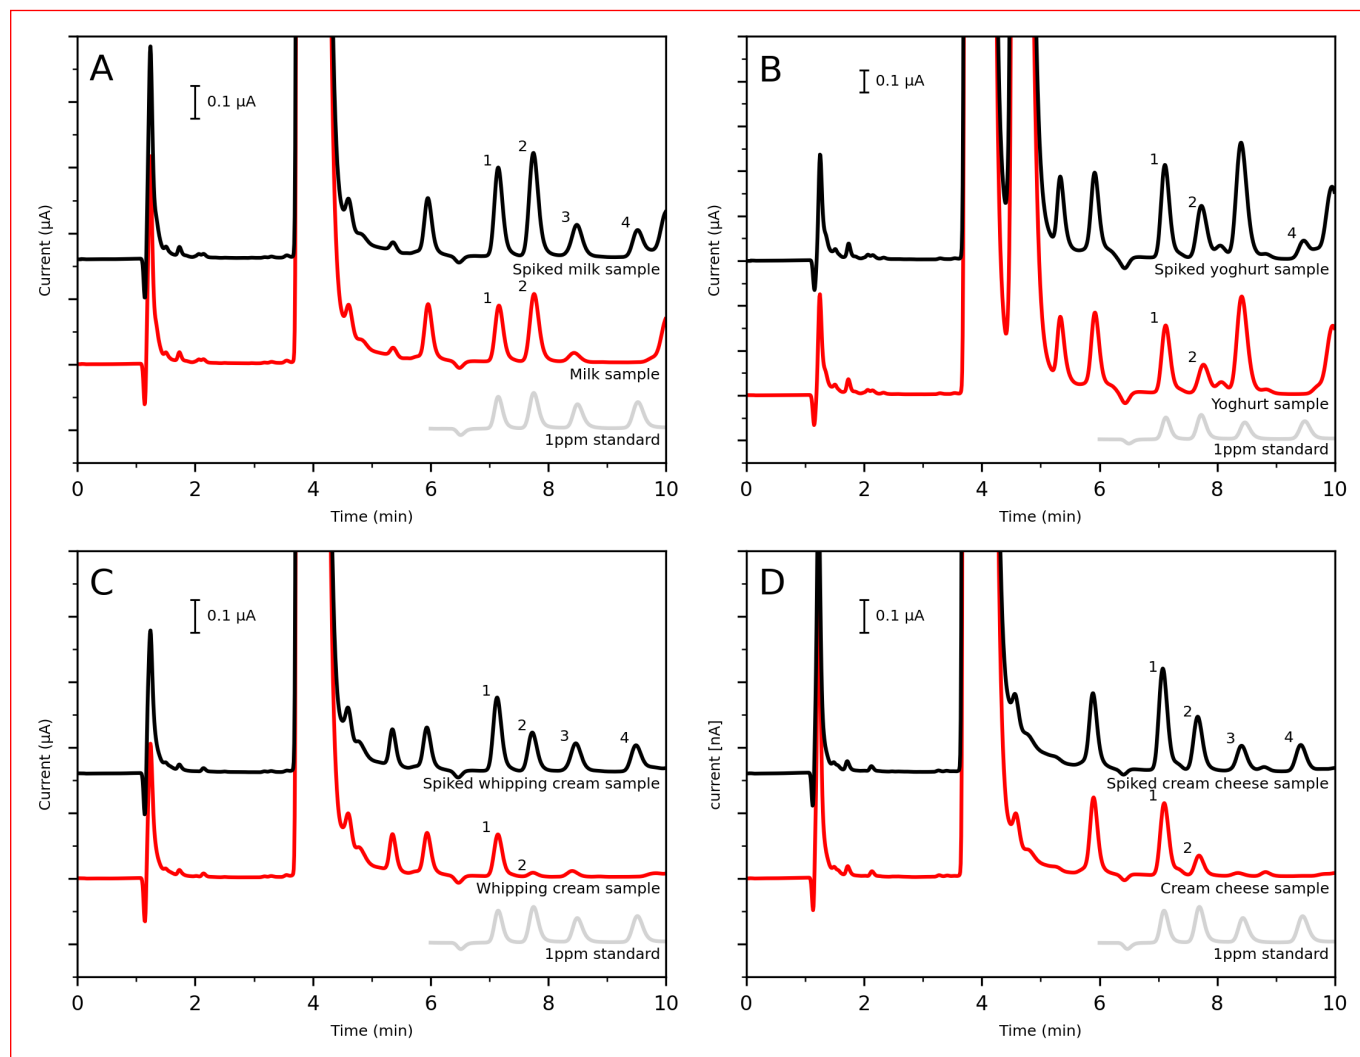 A
0.1 µA
1
2
3
4
Spiked milk sample
1
2
Milk sample
1ppm standard
Current (µA)
0 2 4 6 8 10
Time (min)
B
0.1 µA
1
2
4
Spiked yoghurt sample
1
2
Yoghurt sample
1ppm standard
Current (µA)
0 2 4 6 8 10
Time (min)
C
0.1 µA
1
2
3
4
Spiked whipping cream sample
1
2
Whipping cream sample
1ppm standard
Current (µA)
0 2 4 6 8 10
Time (min)
D
0.1 µA
1
2
3
4
Spiked cream cheese sample
1
2
Cream cheese sample
1ppm standard
current [nA]
0 2 4 6 8 10
Time (min)